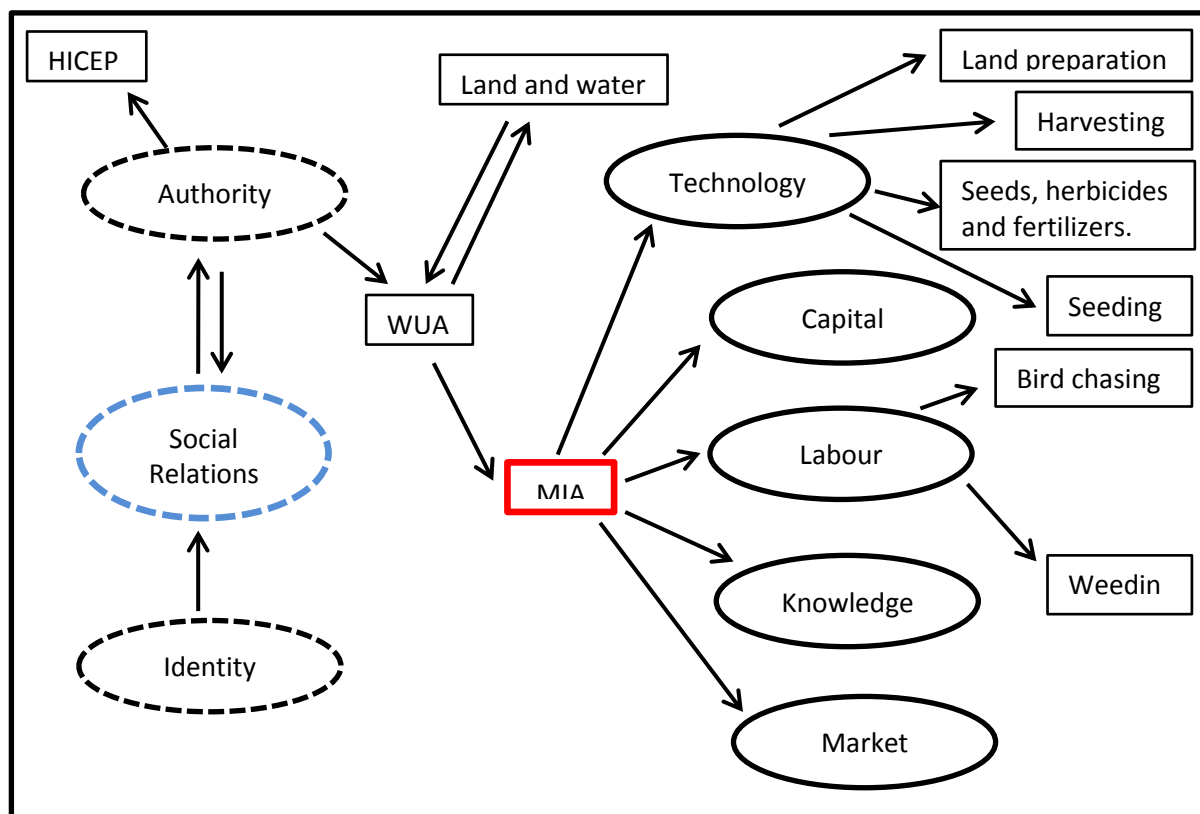 HICEP
Land and water
Land preparation
Harvesting
Authority
Technology
Seeds, herbicides
and fertilizers.
WUA
Capital
Seeding
Bird chasing
Social
Relations
Labour
MIA
Knowledge
Weedin
Identity
Market